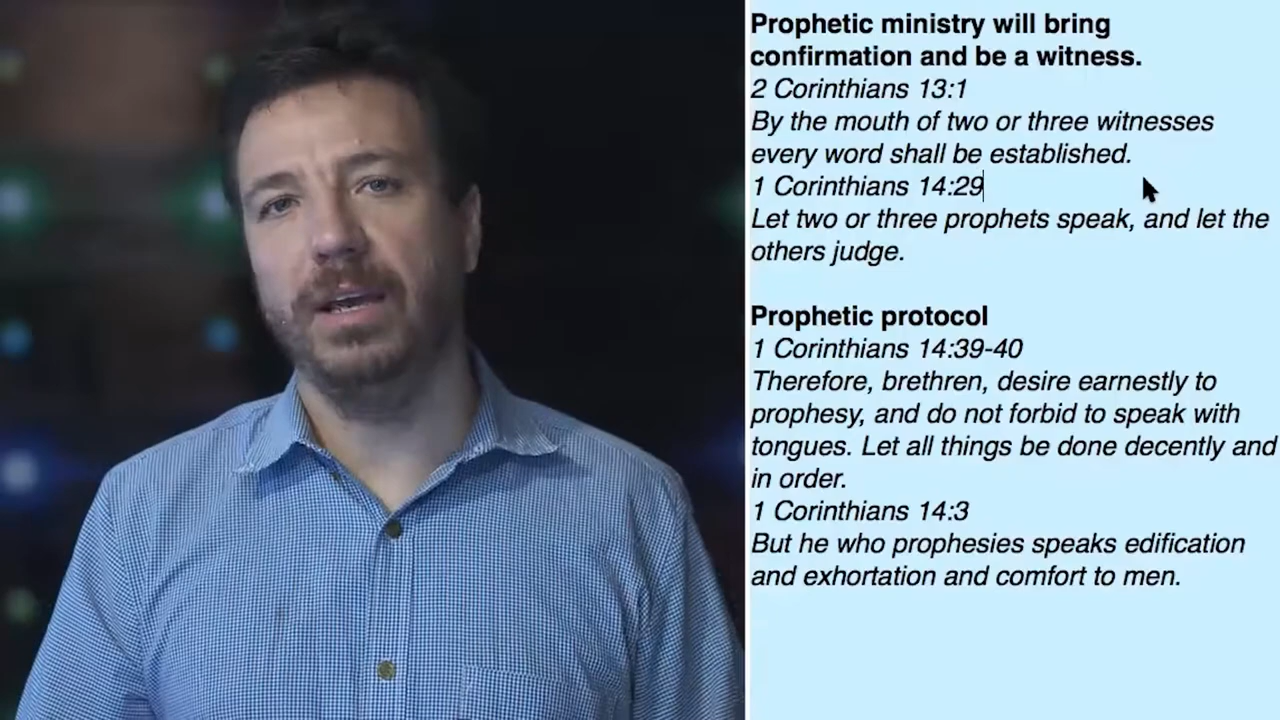 Prophetic ministry will bring
confirmation and be a witness.
2 Corinthians 13:1
By the mouth of two or three witnesses
every word shall be established.
1 Corinthians 14:29
Let two or three prophets speak, and let the
others judge.
Prophetic protocol
1 Corinthians 14:39-40
Therefore, brethren, desire earnestly to
prophesy, and do not forbid to speak with
tongues. Let all things be done decently and
in order.
1 Corinthians 14:3
But he who prophesies speaks edification
and exhortation and comfort to men.